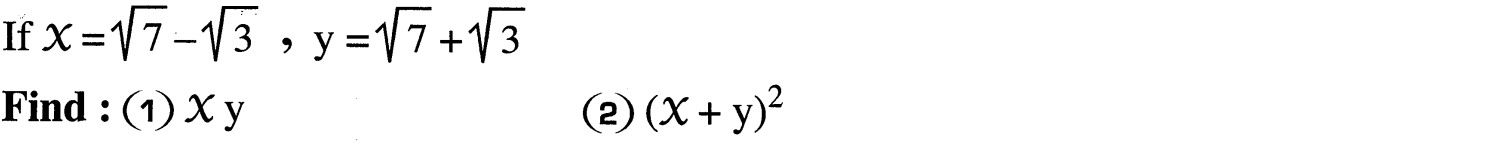 If x = √7 − √3 , y = √7 + √3
Find : (1) x y (2) (x + y)²